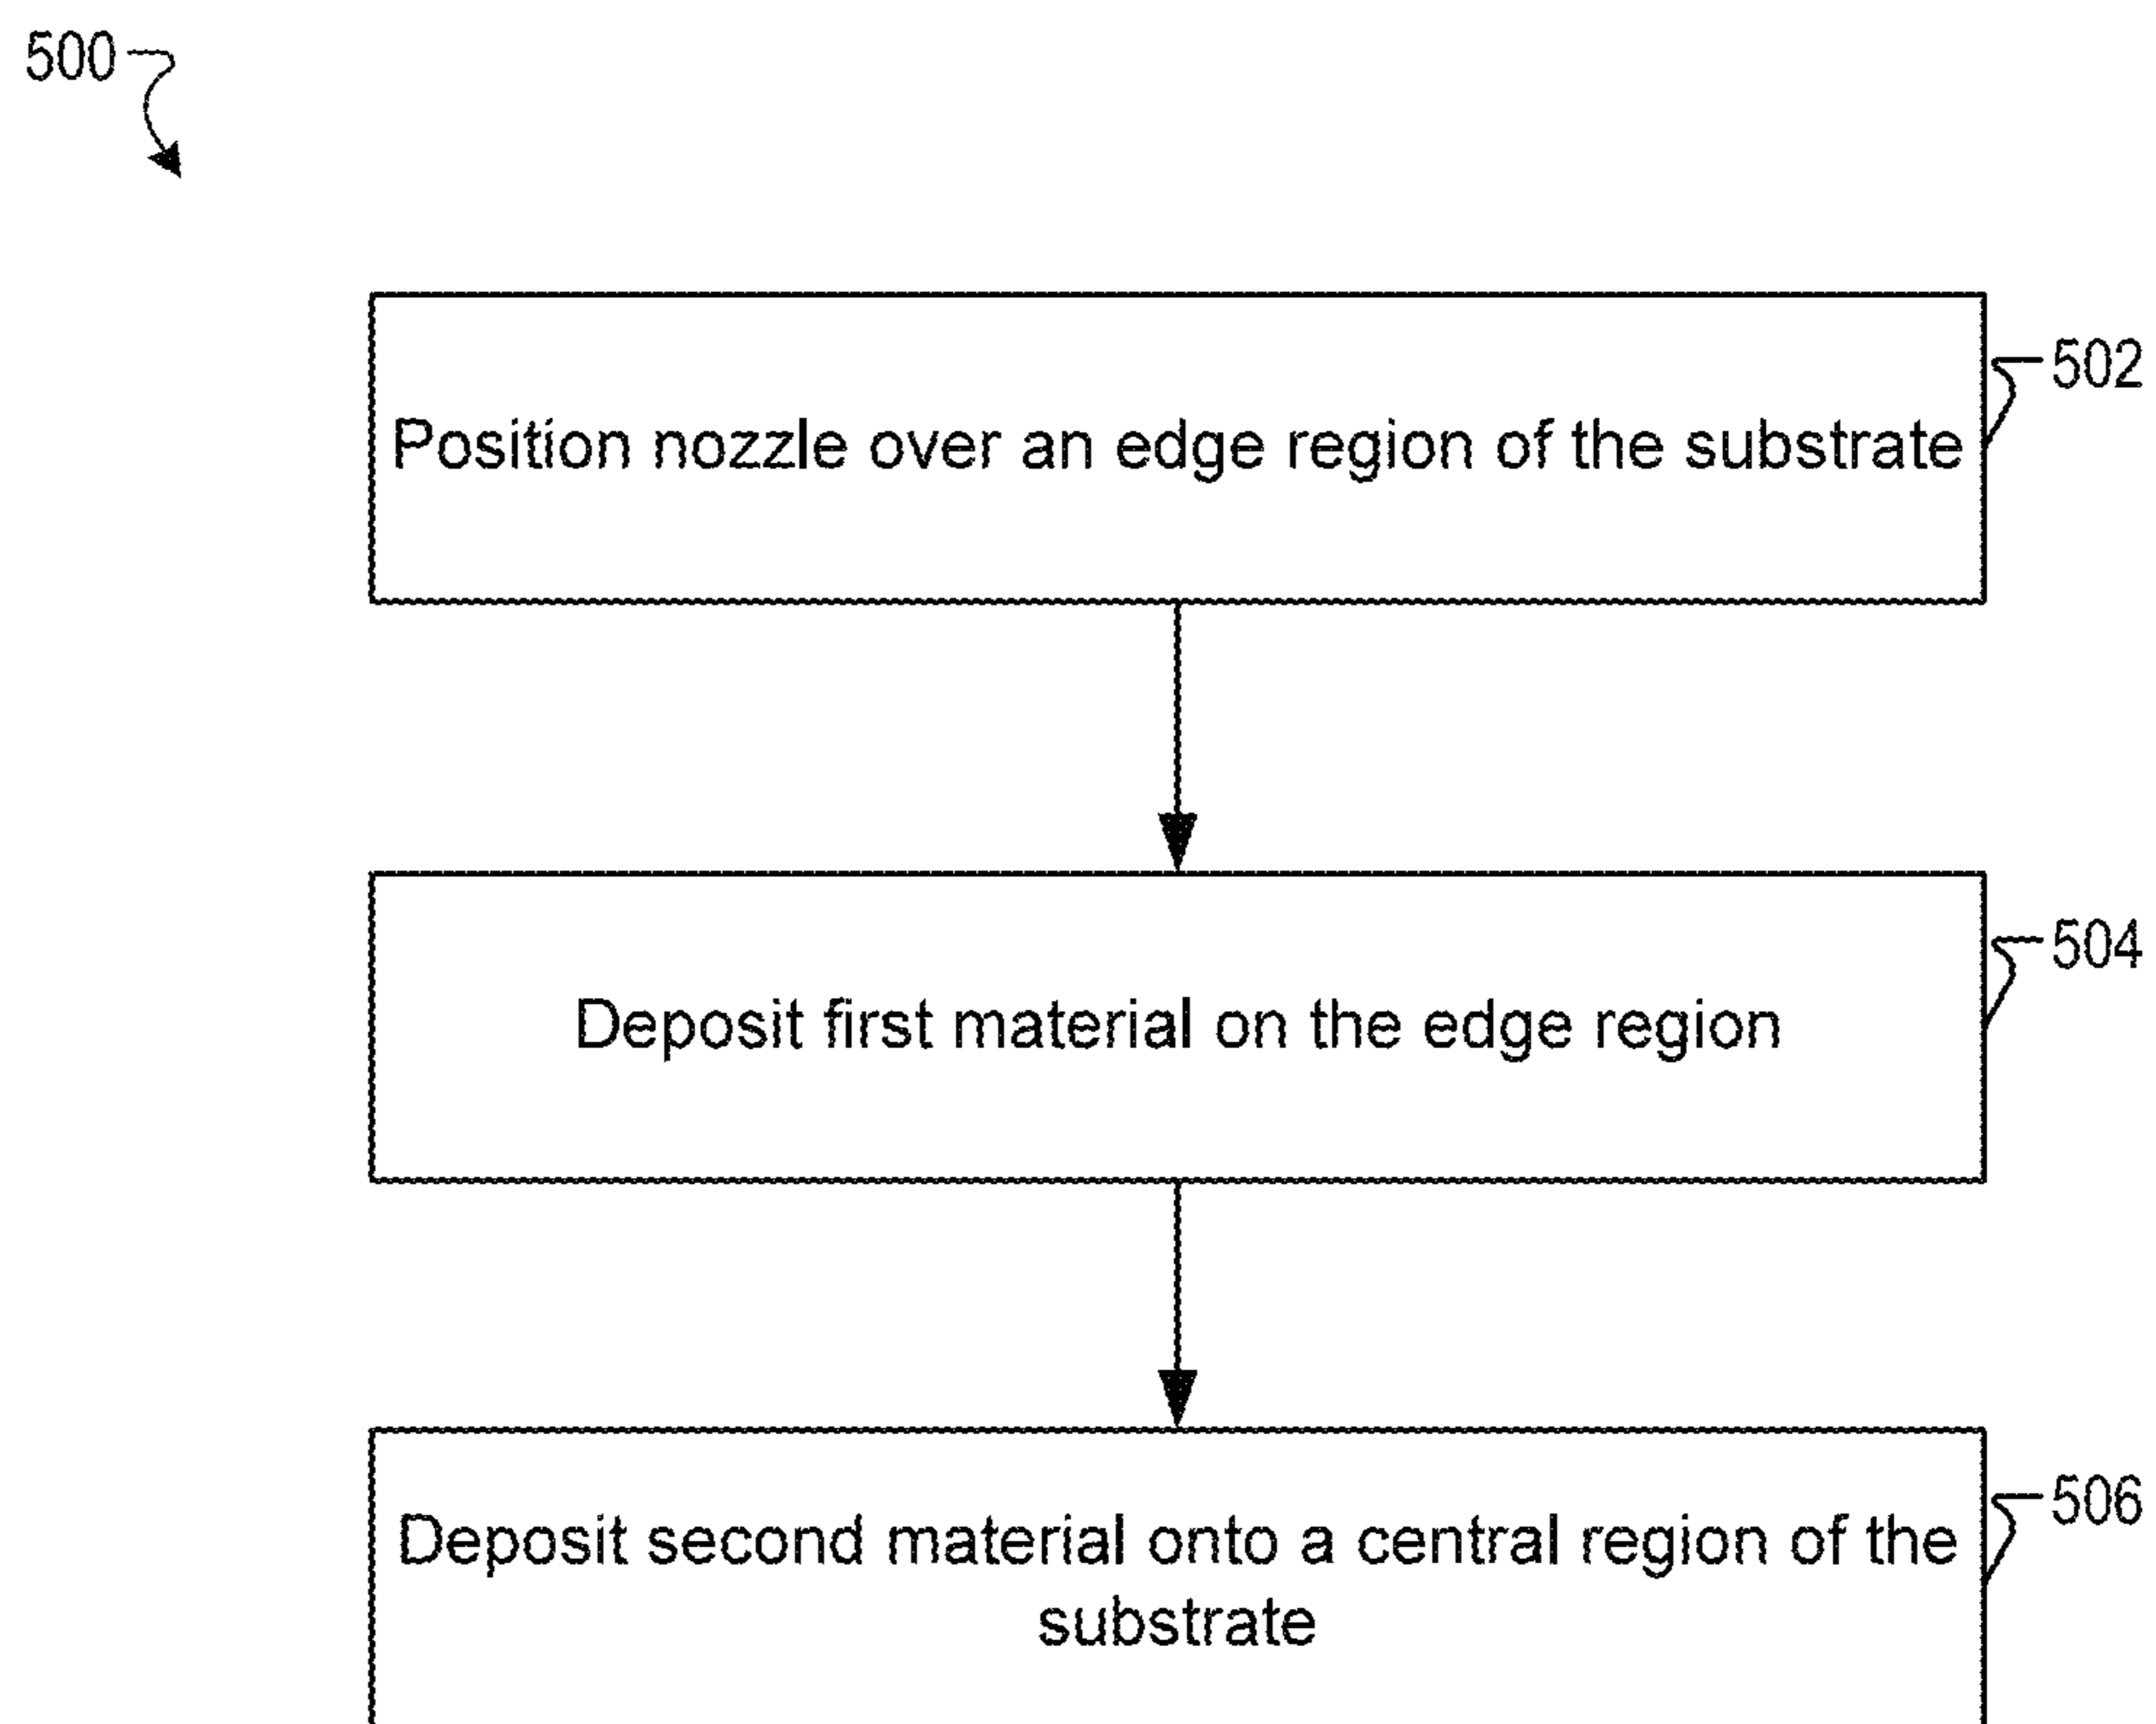 500
502
Position nozzle over an edge region of the substrate
504
Deposit first material on the edge region
506
Deposit second material onto a central region of the
substrate